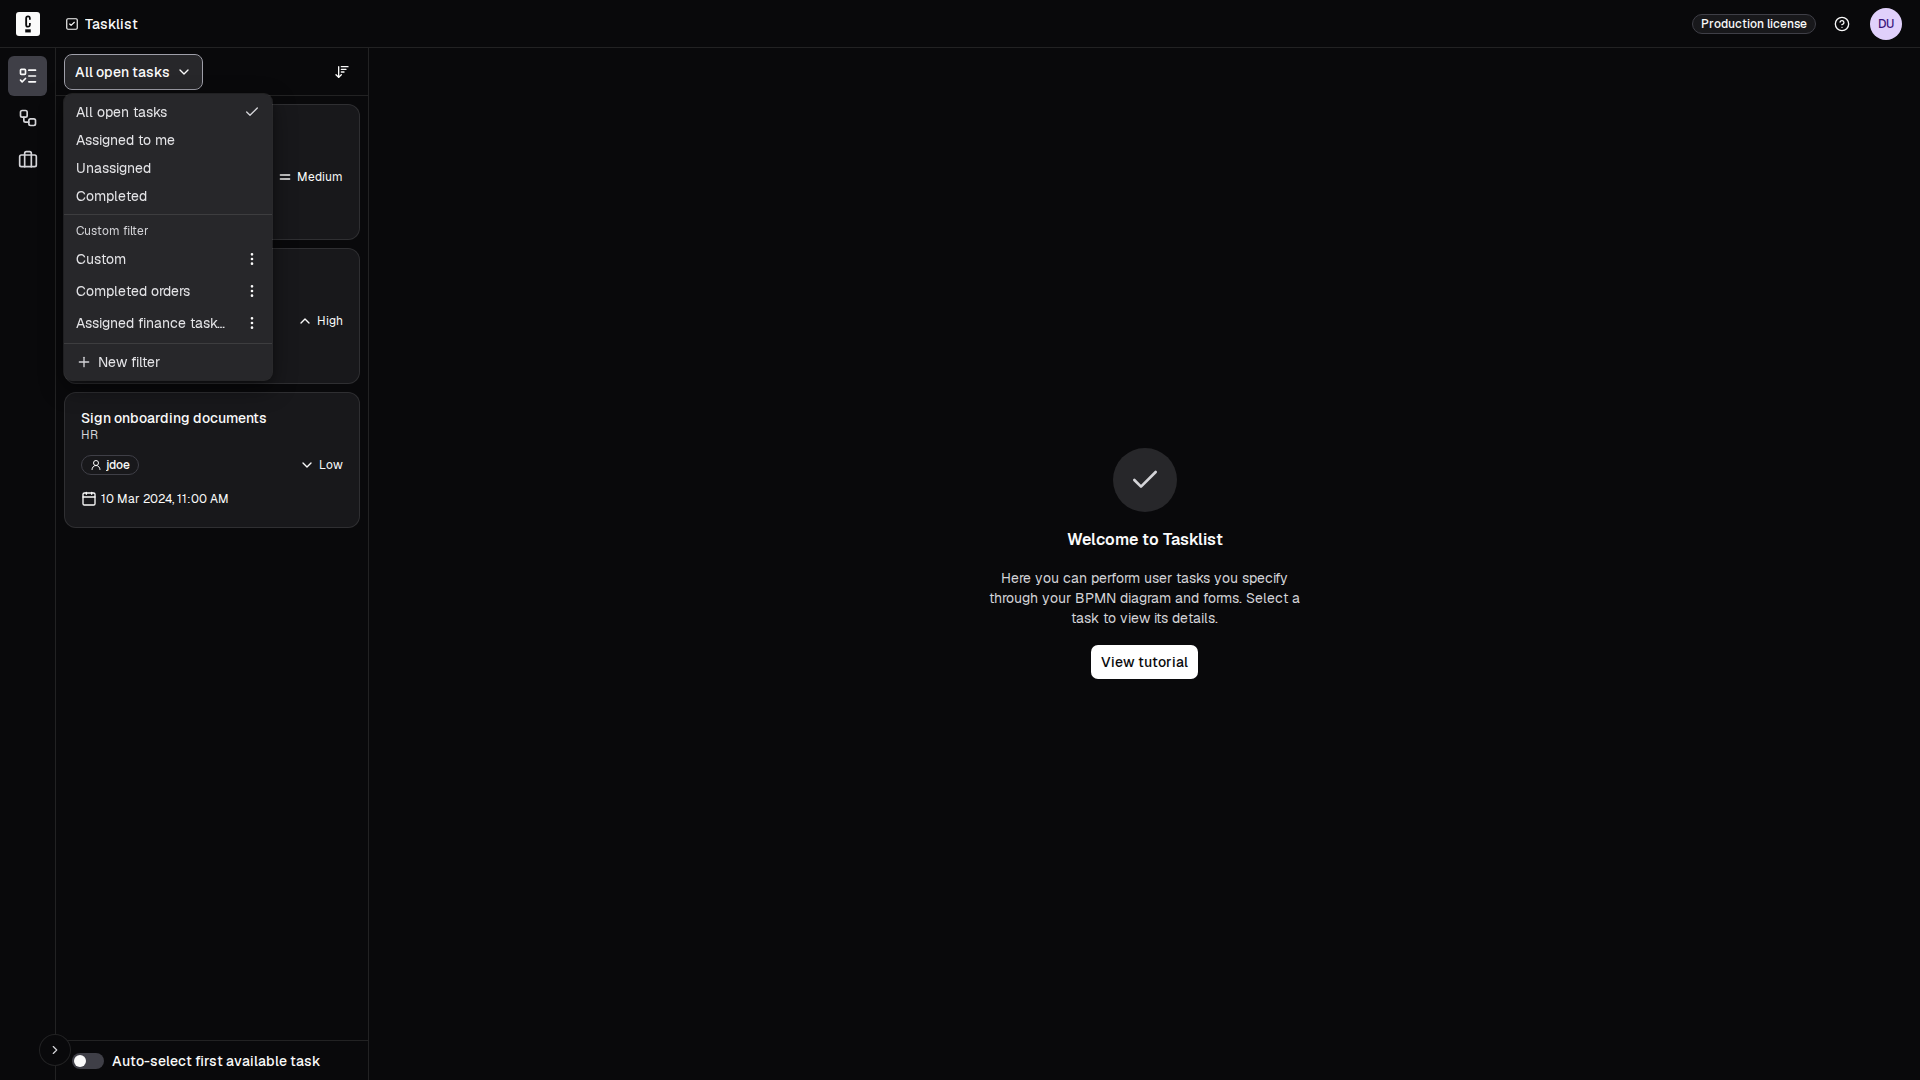 Tasklist
Production license
DU
All open tasks
All open tasks
Assigned to me
Unassigned
Completed
Custom filter
Custom
Completed orders
Assigned finance task...
New filter
Medium
High
Sign onboarding documents
HR
jdoe
Low
10 Mar 2024, 11:00 AM
Welcome to Tasklist
Here you can perform user tasks you specify
through your BPMN diagram and forms. Select a
task to view its details.
View tutorial
Auto-select first available task